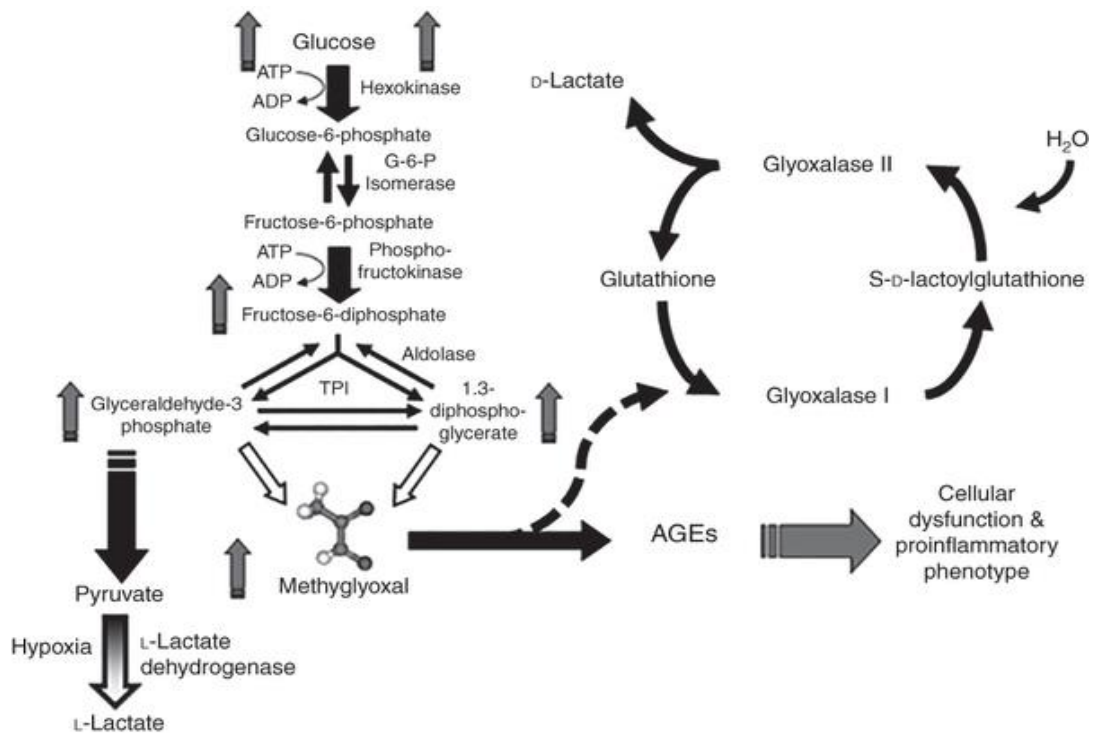 Glucose
ATP
ADP
Hexokinase
Glucose-6-phosphate
G-6-P
Isomerase
Fructose-6-phosphate
ATP
ADP
Phospho-
fructokinase
Fructose-6-diphosphate
Aldolase
TPI
Glyceraldehyde-3
phosphate
1.3-
diphospho-
glycerate
Methyglyoxal
Pyruvate
Hypoxia
L-Lactate
dehydrogenase
L-Lactate
D-Lactate
Glyoxalase II
H₂O
Glutathione
S-D-lactoylglutathione
Glyoxalase I
AGEs
Cellular
dysfunction &
proinflammatory
phenotype